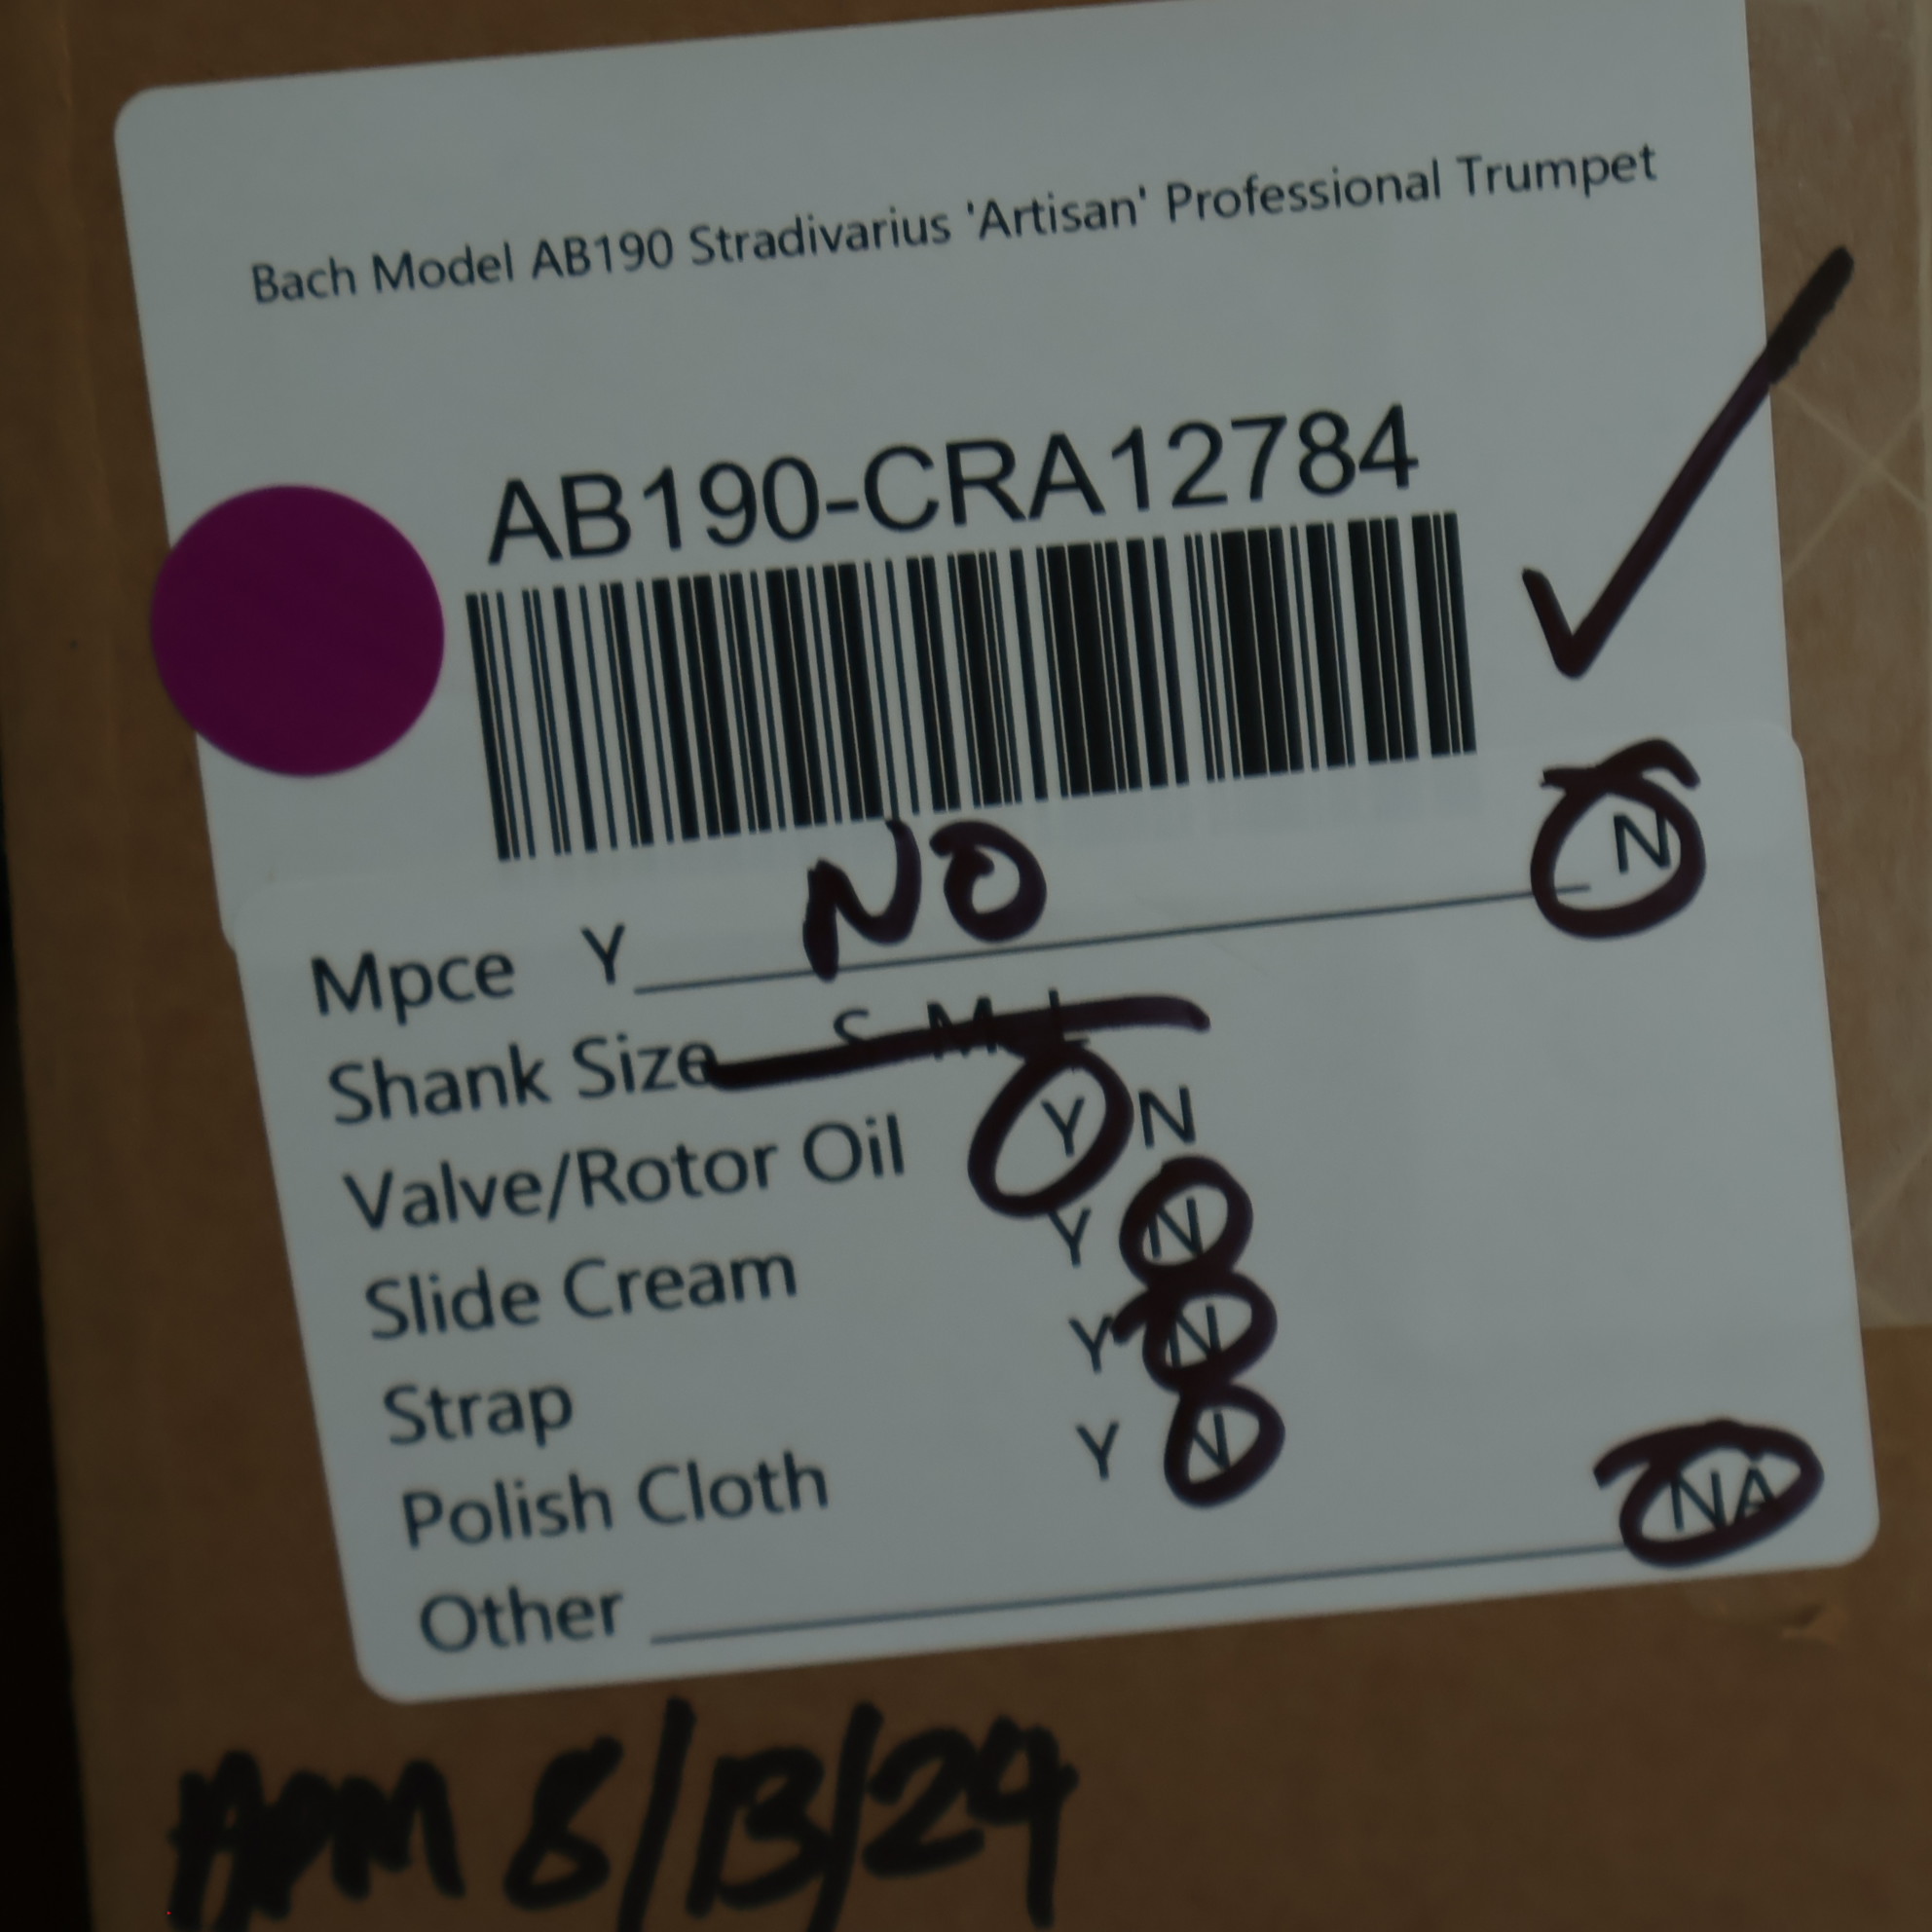 Bach Model AB190 Stradivarius 'Artisan' Professional Trumpet
AB190-CRA12784
Mpce Y NO N
Shank Size S M L
Valve/Rotor Oil Y N
Slide Cream Y N
Strap Y N
Polish Cloth Y N
Other NA
8/13/24